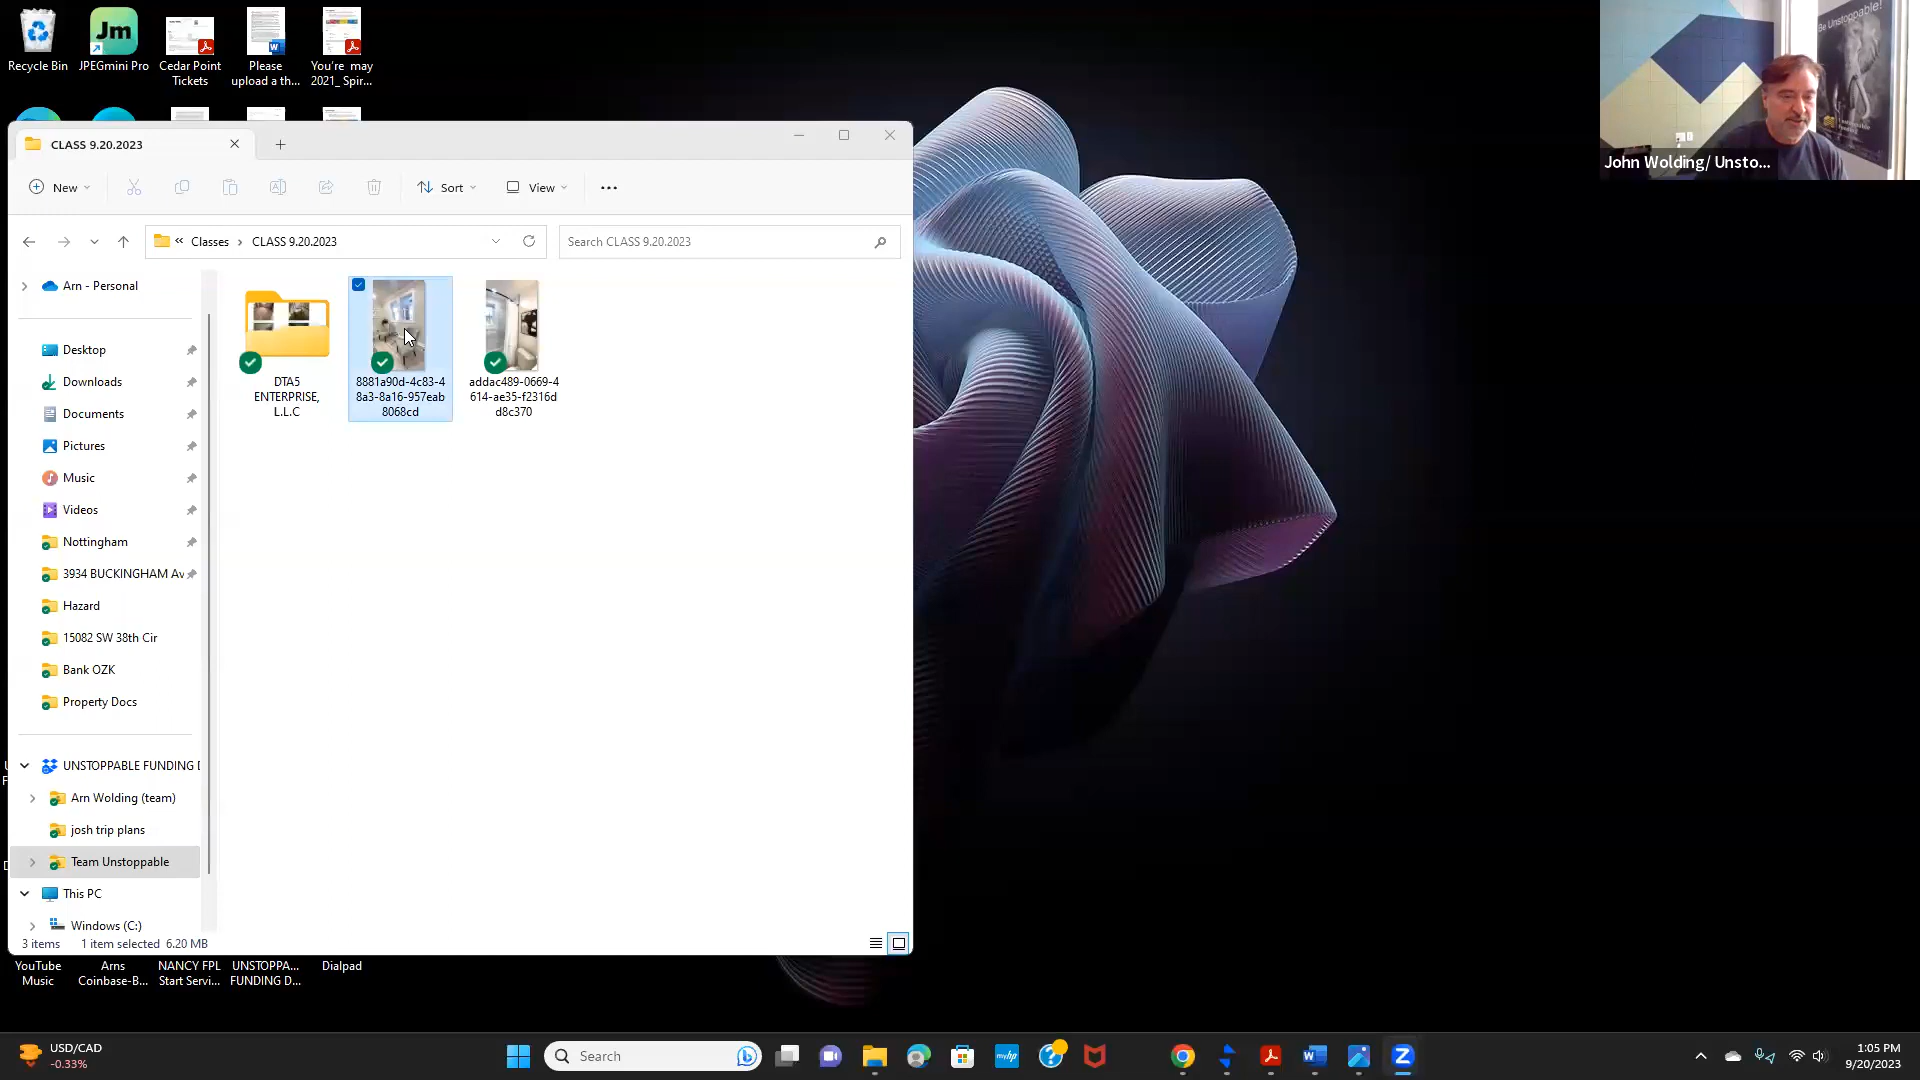 Recycle Bin
Jm
JPEGmini Pro
Cedar Point
Tickets
Please
upload a th...
You're may
2021_ Spir...
Be Unstoppable!
John Wolding/ Unsto...
CLASS 9.20.2023
New
Sort
View
Classes
CLASS 9.20.2023
Search CLASS 9.20.2023
Arn - Personal
Desktop
Downloads
Documents
Pictures
Music
Videos
Nottingham
3934 BUCKINGHAM Av
Hazard
15082 SW 38th Cir
Bank OZK
Property Docs
UNSTOPPABLE FUNDING D
Arn Wolding (team)
josh trip plans
Team Unstoppable
This PC
Windows (C:)
DTA5
ENTERPRISE,
L.L.C
8881a90d-4c83-4
8a3-8a16-957eab
8068cd
addac489-0669-4
614-ae35-f2316d
d8c370
3 items
1 item selected 6.20 MB
YouTube
Music
Arns
Coinbase-B...
NANCY FPL
Start Servi...
UNSTOPPA...
FUNDING D...
Dialpad
USD/CAD
-0.33%
Search
myhp
1:05 PM
9/20/2023